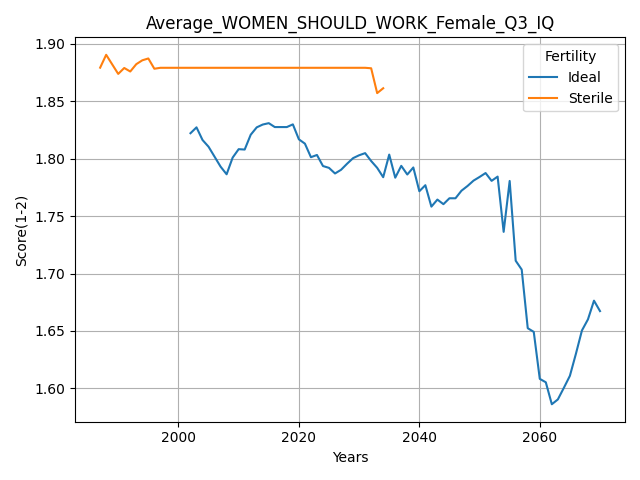 Average_WOMEN_SHOULD_WORK_Female_Q3_IQ
Fertility
Ideal
Sterile
Score(1-2)
1.90
1.85
1.80
1.75
1.70
1.65
1.60
2000 2020 2040 2060
Years